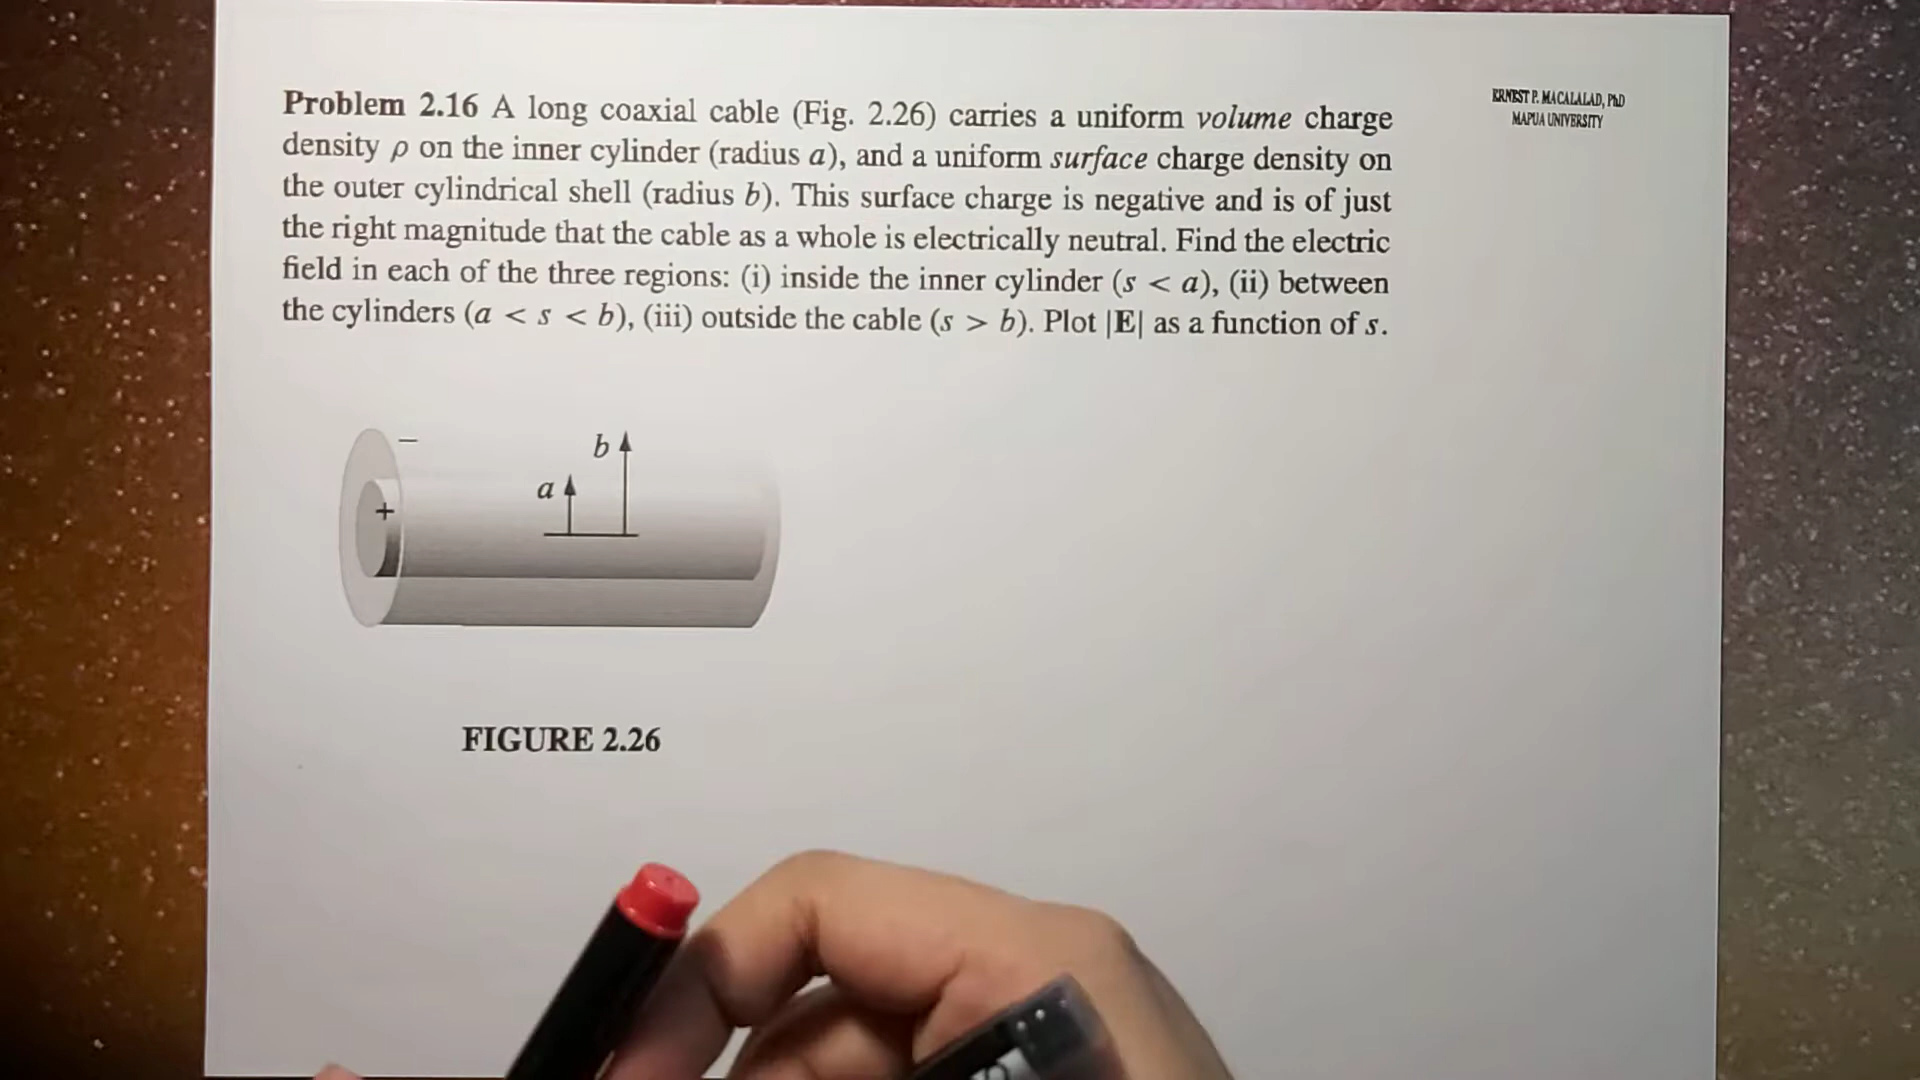 Problem 2.16 A long coaxial cable (Fig. 2.26) carries a uniform volume charge
density ρ on the inner cylinder (radius a), and a uniform surface charge density on
the outer cylindrical shell (radius b). This surface charge is negative and is of just
the right magnitude that the cable as a whole is electrically neutral. Find the electric
field in each of the three regions: (i) inside the inner cylinder (s < a), (ii) between
the cylinders (a < s < b), (iii) outside the cable (s > b). Plot |E| as a function of s.
ERNEST P. MACALALAD, PhD
MAPUA UNIVERSITY
−
b
a
+
FIGURE 2.26